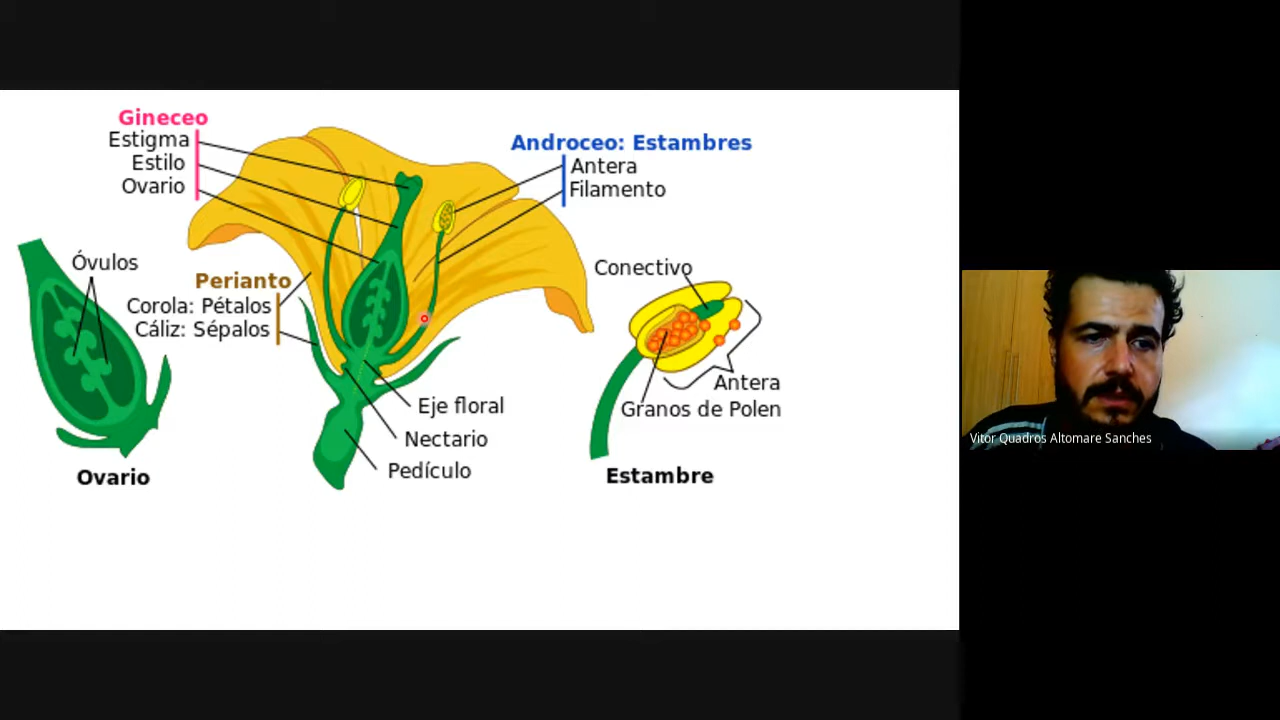 Gineceo
Estigma
Estilo
Ovario
Androceo: Estambres
Antera
Filamento
Óvulos
Perianto
Corola: Pétalos
Cáliz: Sépalos
Conectivo
Antera
Granos de Polen
Eje floral
Nectario
Pedículo
Ovario
Estambre
Vitor Quadros Altomare Sanches